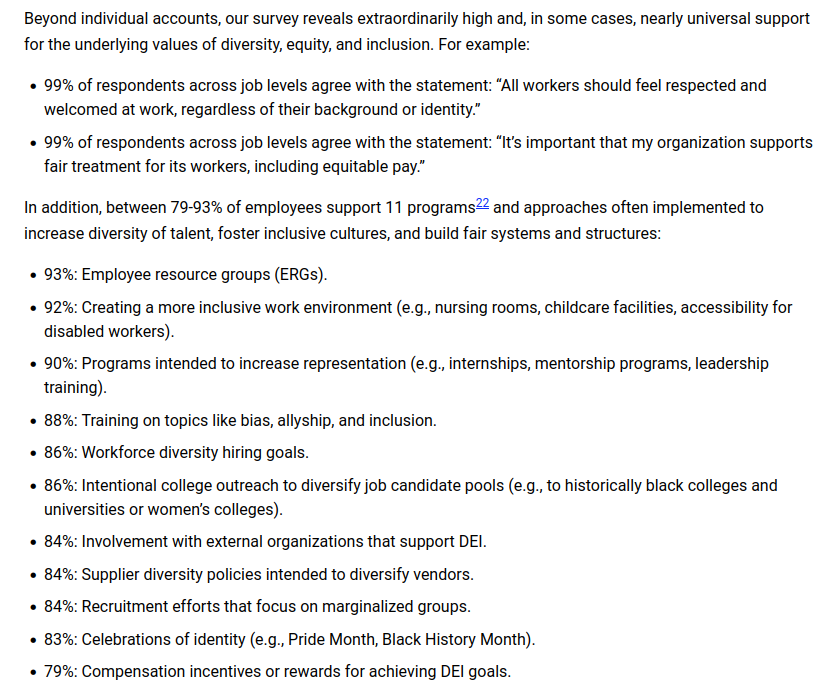 Beyond individual accounts, our survey reveals extraordinarily high and, in some cases, nearly universal support
for the underlying values of diversity, equity, and inclusion. For example:
• 99% of respondents across job levels agree with the statement: “All workers should feel respected and
welcomed at work, regardless of their background or identity.”
• 99% of respondents across job levels agree with the statement: “It’s important that my organization supports
fair treatment for its workers, including equitable pay.”
In addition, between 79-93% of employees support 11 programs22 and approaches often implemented to
increase diversity of talent, foster inclusive cultures, and build fair systems and structures:
• 93%: Employee resource groups (ERGs).
• 92%: Creating a more inclusive work environment (e.g., nursing rooms, childcare facilities, accessibility for
disabled workers).
• 90%: Programs intended to increase representation (e.g., internships, mentorship programs, leadership
training).
• 88%: Training on topics like bias, allyship, and inclusion.
• 86%: Workforce diversity hiring goals.
• 86%: Intentional college outreach to diversify job candidate pools (e.g., to historically black colleges and
universities or women’s colleges).
• 84%: Involvement with external organizations that support DEI.
• 84%: Supplier diversity policies intended to diversify vendors.
• 84%: Recruitment efforts that focus on marginalized groups.
• 83%: Celebrations of identity (e.g., Pride Month, Black History Month).
• 79%: Compensation incentives or rewards for achieving DEI goals.